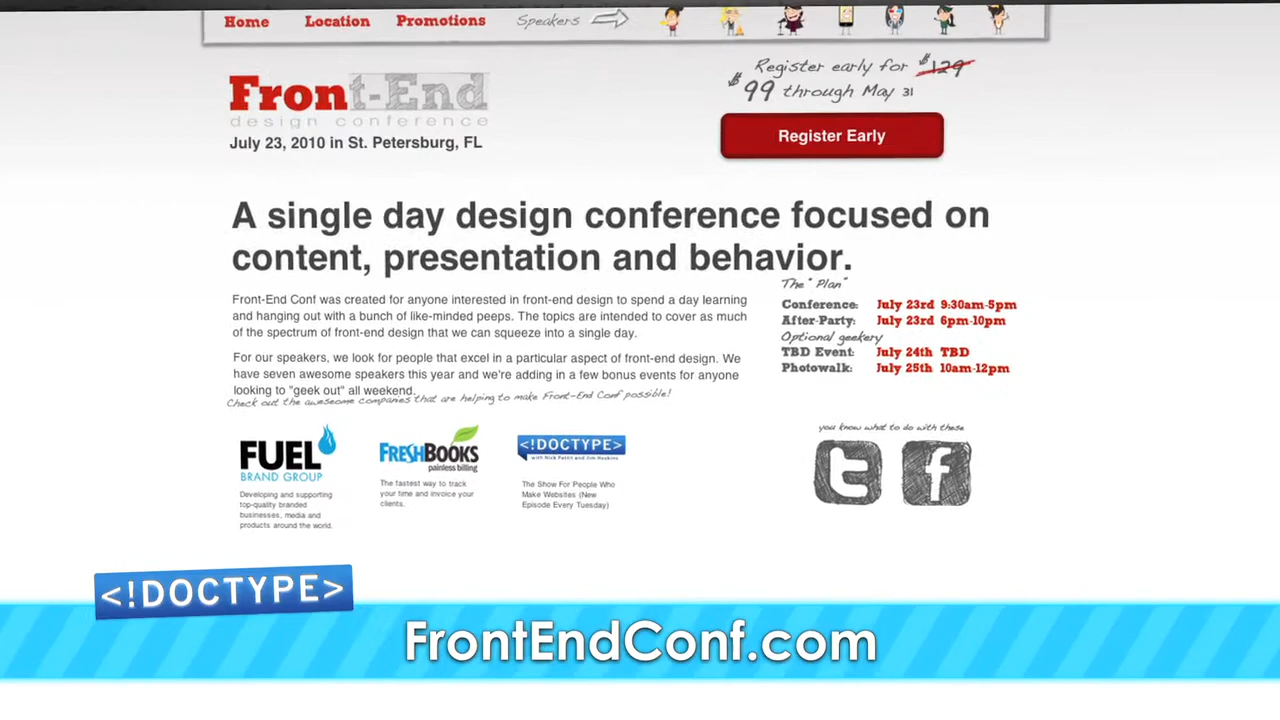 Home Location Promotions Speakers
Register early for $129
$99 through May 31
Front-End
design conference
July 23, 2010 in St. Petersburg, FL
Register Early
A single day design conference focused on
content, presentation and behavior.
Front-End Conf was created for anyone interested in front-end design to spend a day learning
and hanging out with a bunch of like-minded peeps. The topics are intended to cover as much
of the spectrum of front-end design that we can squeeze into a single day.
For our speakers, we look for people that excel in a particular aspect of front-end design. We
have seven awesome speakers this year and we're adding in a few bonus events for anyone
looking to "geek out" all weekend.
The "Plan"
Conference: July 23rd 9:30am-5pm
After-Party: July 23rd 6pm-10pm
Optional geekery
TBD Event: July 24th TBD
Photowalk: July 25th 10am-12pm
Check out the aweseome companies that are helping to make Front-End Conf possible!
FUEL
BRAND GROUP
Developing and supporting
top-quality branded
businesses, media and
products around the world.
FRESHBOOKS
painless billing
The fastest way to track
your time and invoice your
clients.
<!DOCTYPE>
with Nick Pettit and Jim Hoskins
The Show For People Who
Make Websites (New
Episode Every Tuesday)
you know what to do with these
t f
<!DOCTYPE>
FrontEndConf.com